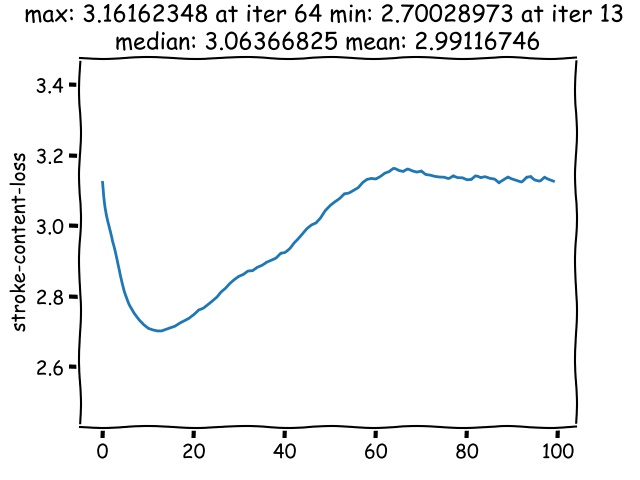 max: 3.16162348 at iter 64 min: 2.70028973 at iter 13
median: 3.06366825 mean: 2.99116746
stroke-content-loss
3.4
3.2
3.0
2.8
2.6
0 20 40 60 80 100